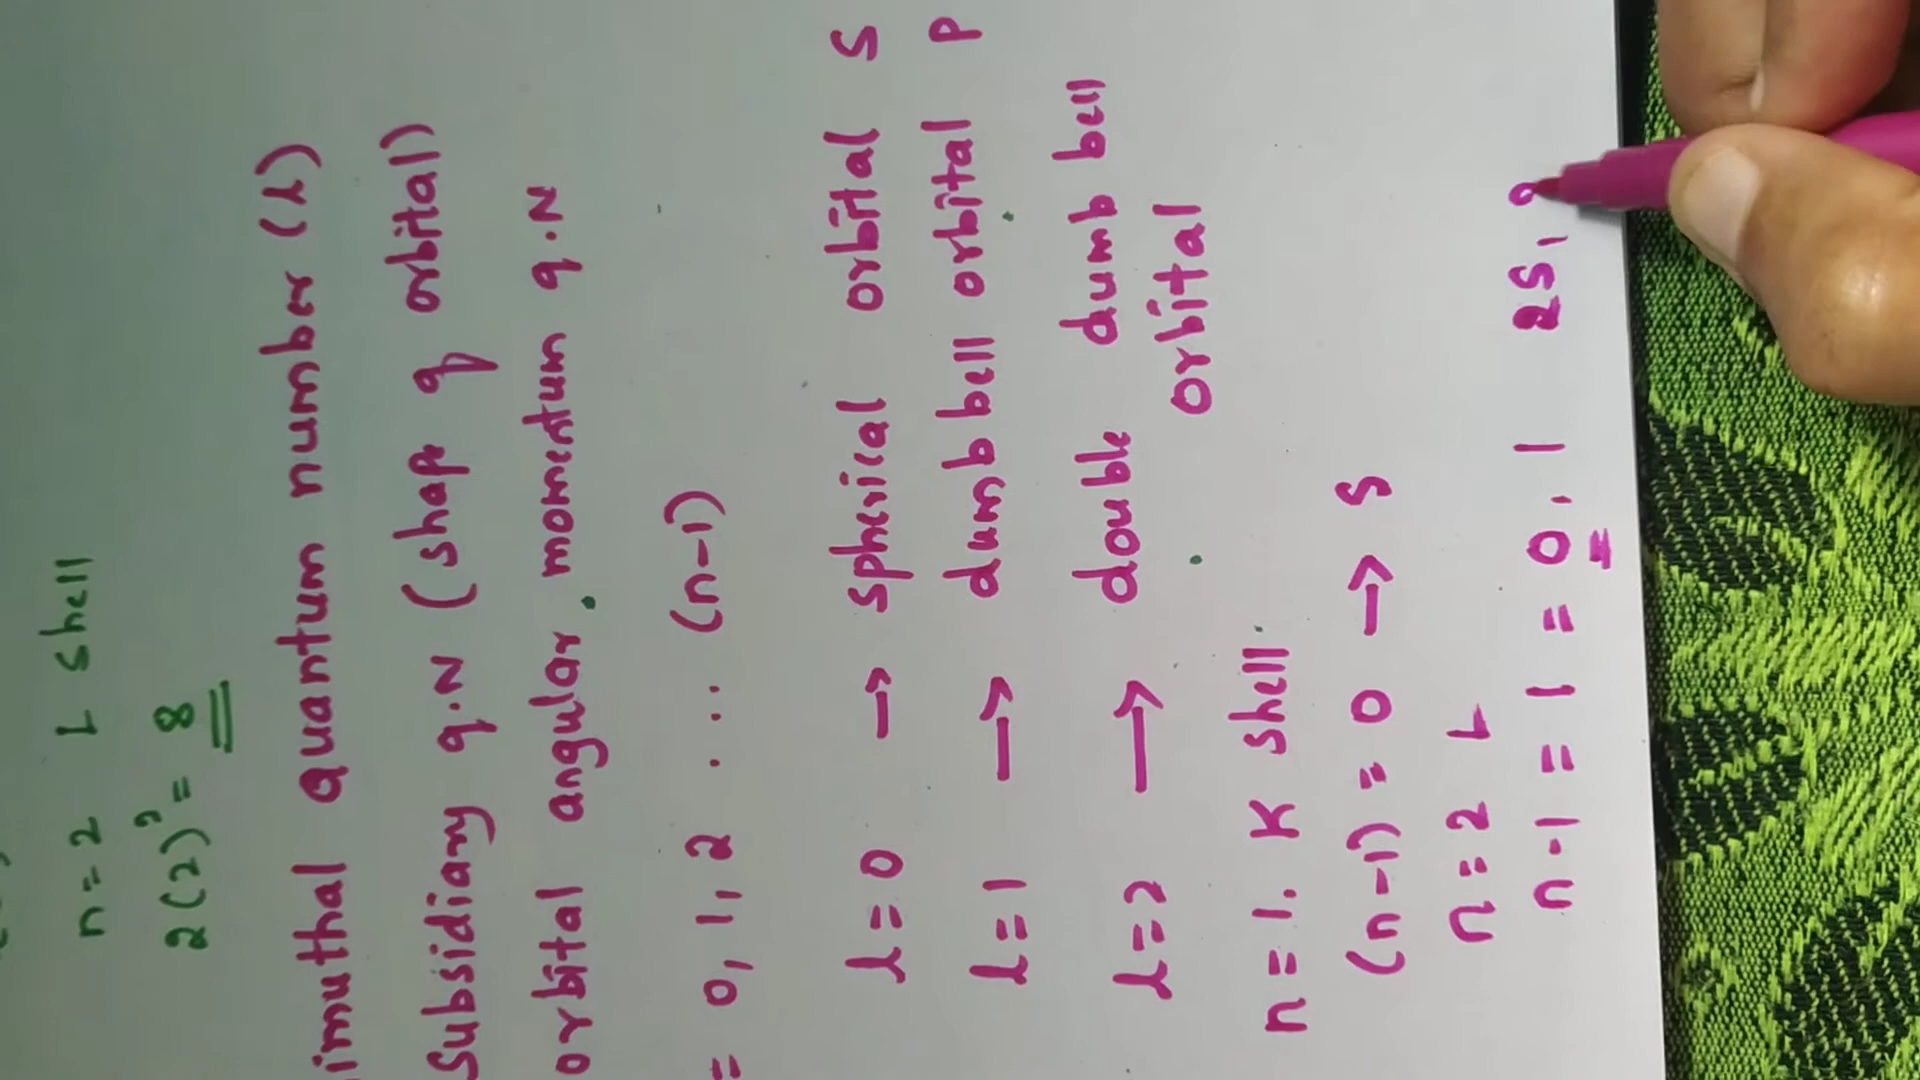 n=2 L shell
2(2)² = 8
imuthal quantum number (l)
Subsidiary q.N (shap of orbital)
orbital angular momentum q.N
= 0, 1, 2 ... (n-1)
l=0 → spherical orbital S
l=1 → dumbbell orbital P
l=2 → double dumb bell
orbital
n=1. K shell.
(n-1) = 0 → S
n=2 L
n-1 = 1 = 0, 1 2S,